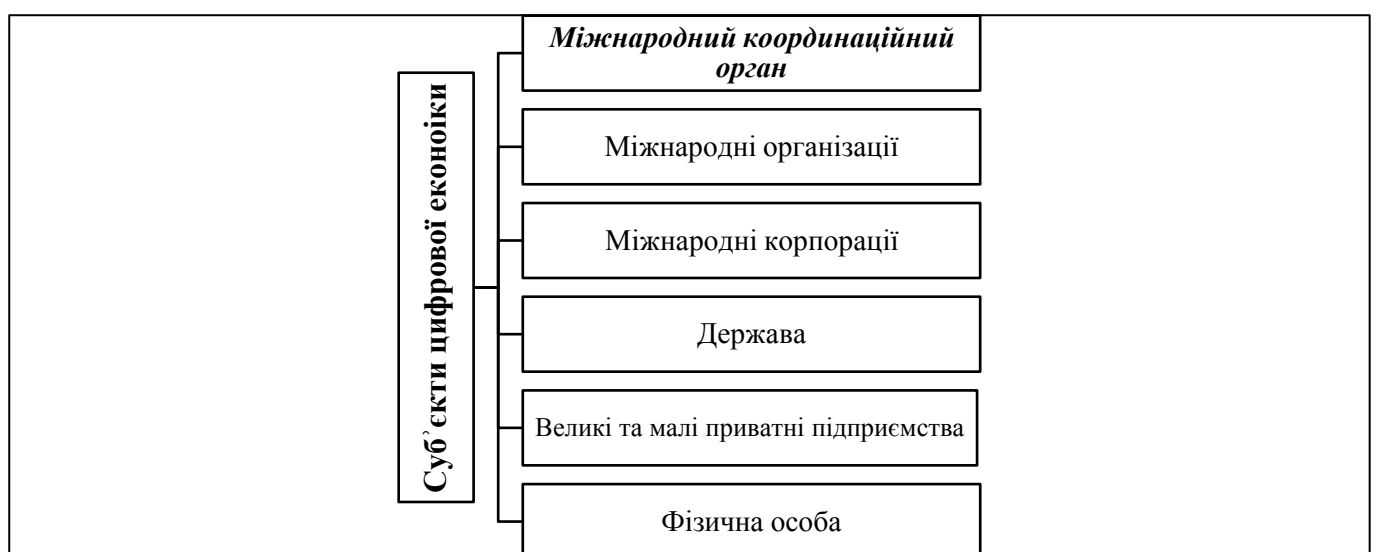 Суб᾽єкти цифрової еконоіки
Міжнародний координаційний
орган
Міжнародні організації
Міжнародні корпорації
Держава
Великі та малі приватні підприємства
Фізична особа